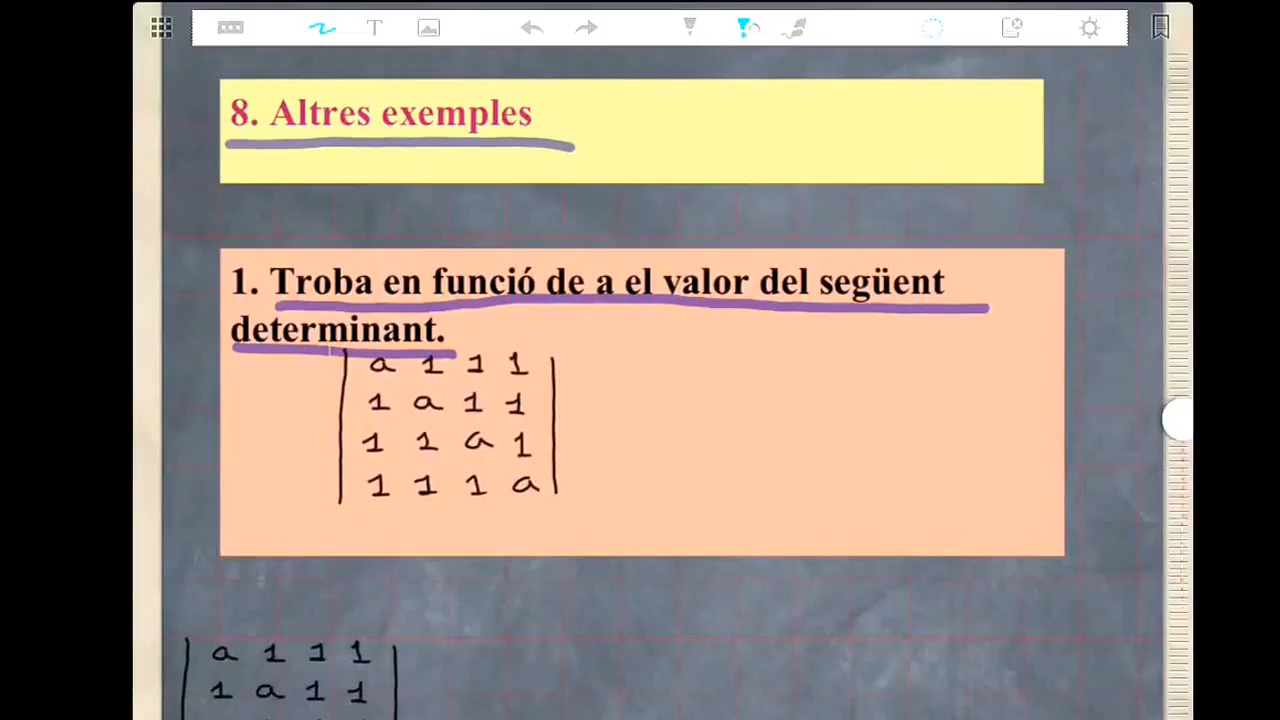 8. Altres exemples
1. Troba en funció de a el valor del següent
determinant.
a 1 1 1
1 a 1 1
1 1 a 1
1 1 1 a
a 1 1 1
1 a 1 1